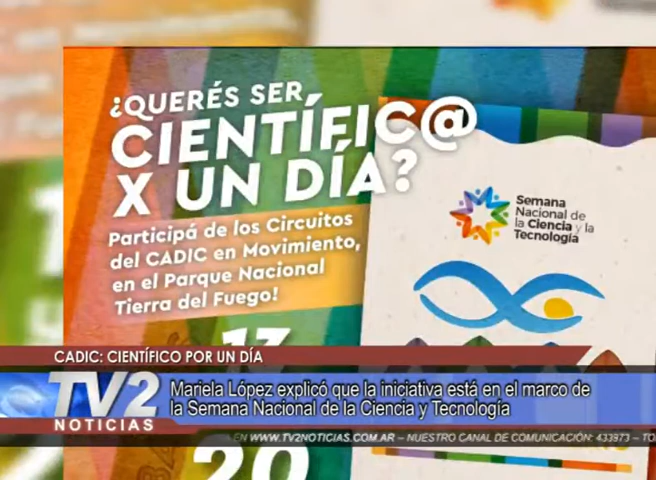 ¿QUERÉS SER
CIENTÍFIC@
X UN DÍA?
Participá de los Circuitos
del CADIC en Movimiento,
en el Parque Nacional
Tierra del Fuego!
Semana
Nacional de
la Ciencia y la
Tecnología
13
CADIC: CIENTÍFICO POR UN DÍA
TV2
NOTICIAS
Mariela López explicó que la iniciativa está en el marco de
la Semana Nacional de la Ciencia y Tecnología
EN WWW.TV2NOTICIAS.COM.AR – NUESTRO CANAL DE COMUNICACIÓN: 433973 – TO
20